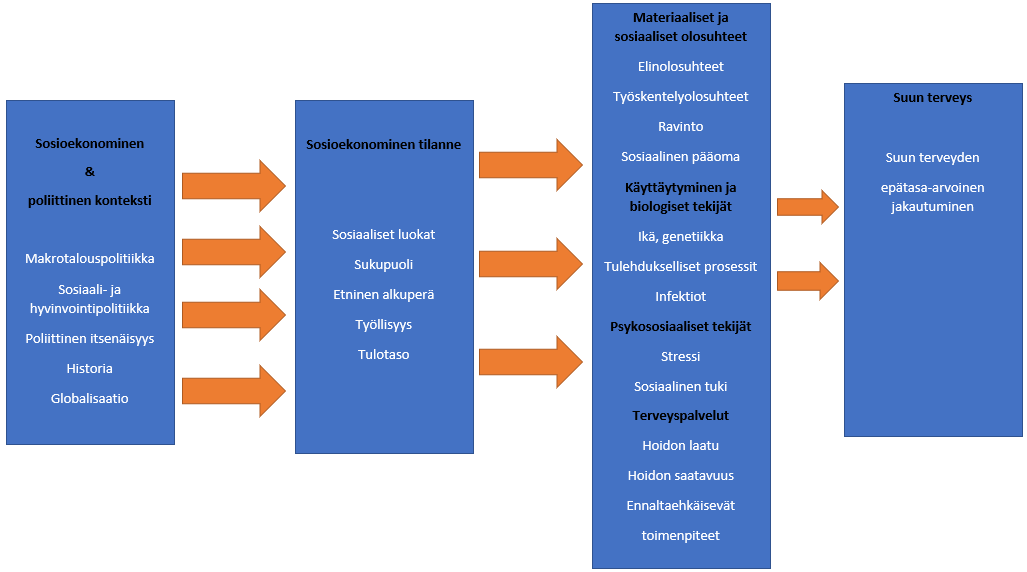 Sosioekonominen
&
poliittinen konteksti
Makrotalouspolitiikka
Sosiaali- ja
hyvinvointipolitiikka
Poliittinen itsenäisyys
Historia
Globalisaatio
Sosioekonominen tilanne
Sosiaaliset luokat
Sukupuoli
Etninen alkuperä
Työllisyys
Tulotaso
Materiaaliset ja
sosiaaliset olosuhteet
Elinolosuhteet
Työskentelyolosuhteet
Ravinto
Sosiaalinen pääoma
Käyttäytyminen ja
biologiset tekijät
Ikä, genetiikka
Tulehdukselliset prosessit
Infektiot
Psykososiaaliset tekijät
Stressi
Sosiaalinen tuki
Terveyspalvelut
Hoidon laatu
Hoidon saatavuus
Ennaltaehkäisevät
toimenpiteet
Suun terveys
Suun terveyden
epätasa-arvoinen
jakautuminen